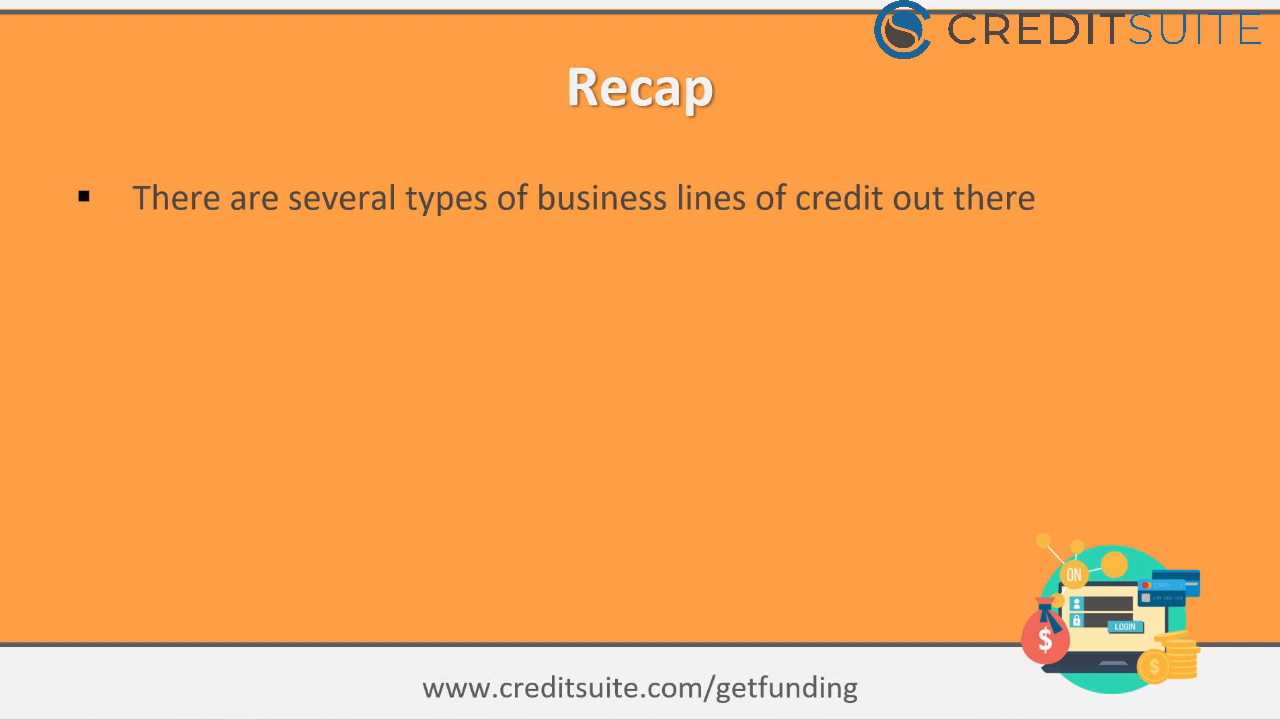 CREDITSUITE
Recap
▪ There are several types of business lines of credit out there
ON
LOGIN
$
$
www.creditsuite.com/getfunding